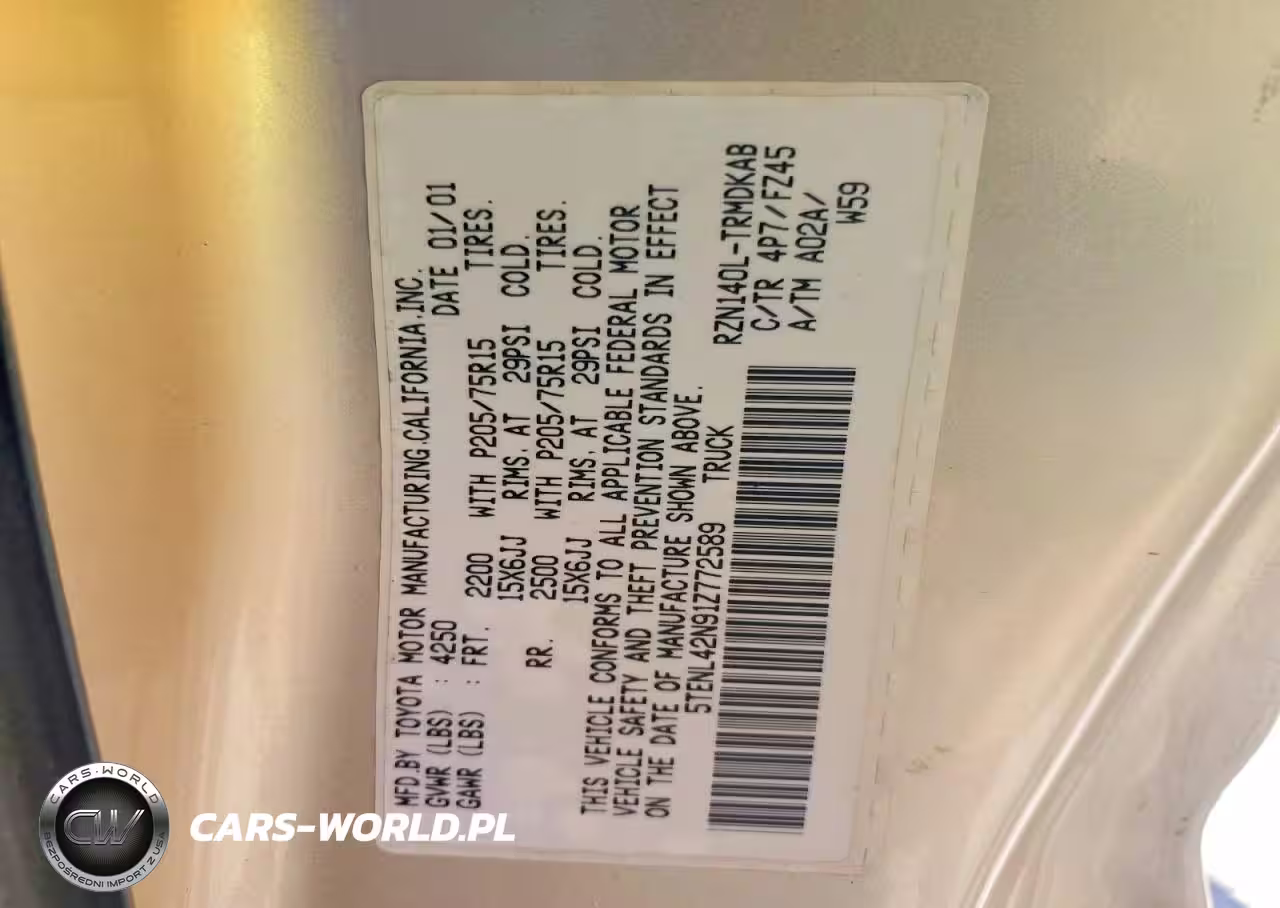 MFD.BY TOYOTA MOTOR MANUFACTURING,CALIFORNIA,INC.
GVWR (LBS) : 4250 DATE 01/01
GAWR (LBS) : FRT. 2200 WITH P205/75R15 TIRES.
15X6JJ RIMS, AT 29PSI COLD.
RR. 2500 WITH P205/75R15 TIRES.
15X6JJ RIMS, AT 29PSI COLD.
THIS VEHICLE CONFORMS TO ALL APPLICABLE FEDERAL MOTOR
VEHICLE SAFETY AND THEFT PREVENTION STANDARDS IN EFFECT
ON THE DATE OF MANUFACTURE SHOWN ABOVE.
5TENL42N91Z772589 TRUCK
RZN140L-TRMDKAB
C/TR 4P7/FZ45
A/TM A02A/
W59
CARS-WORLD
CW
BEZPOŚREDNI IMPORT Z USA
CARS-WORLD.PL